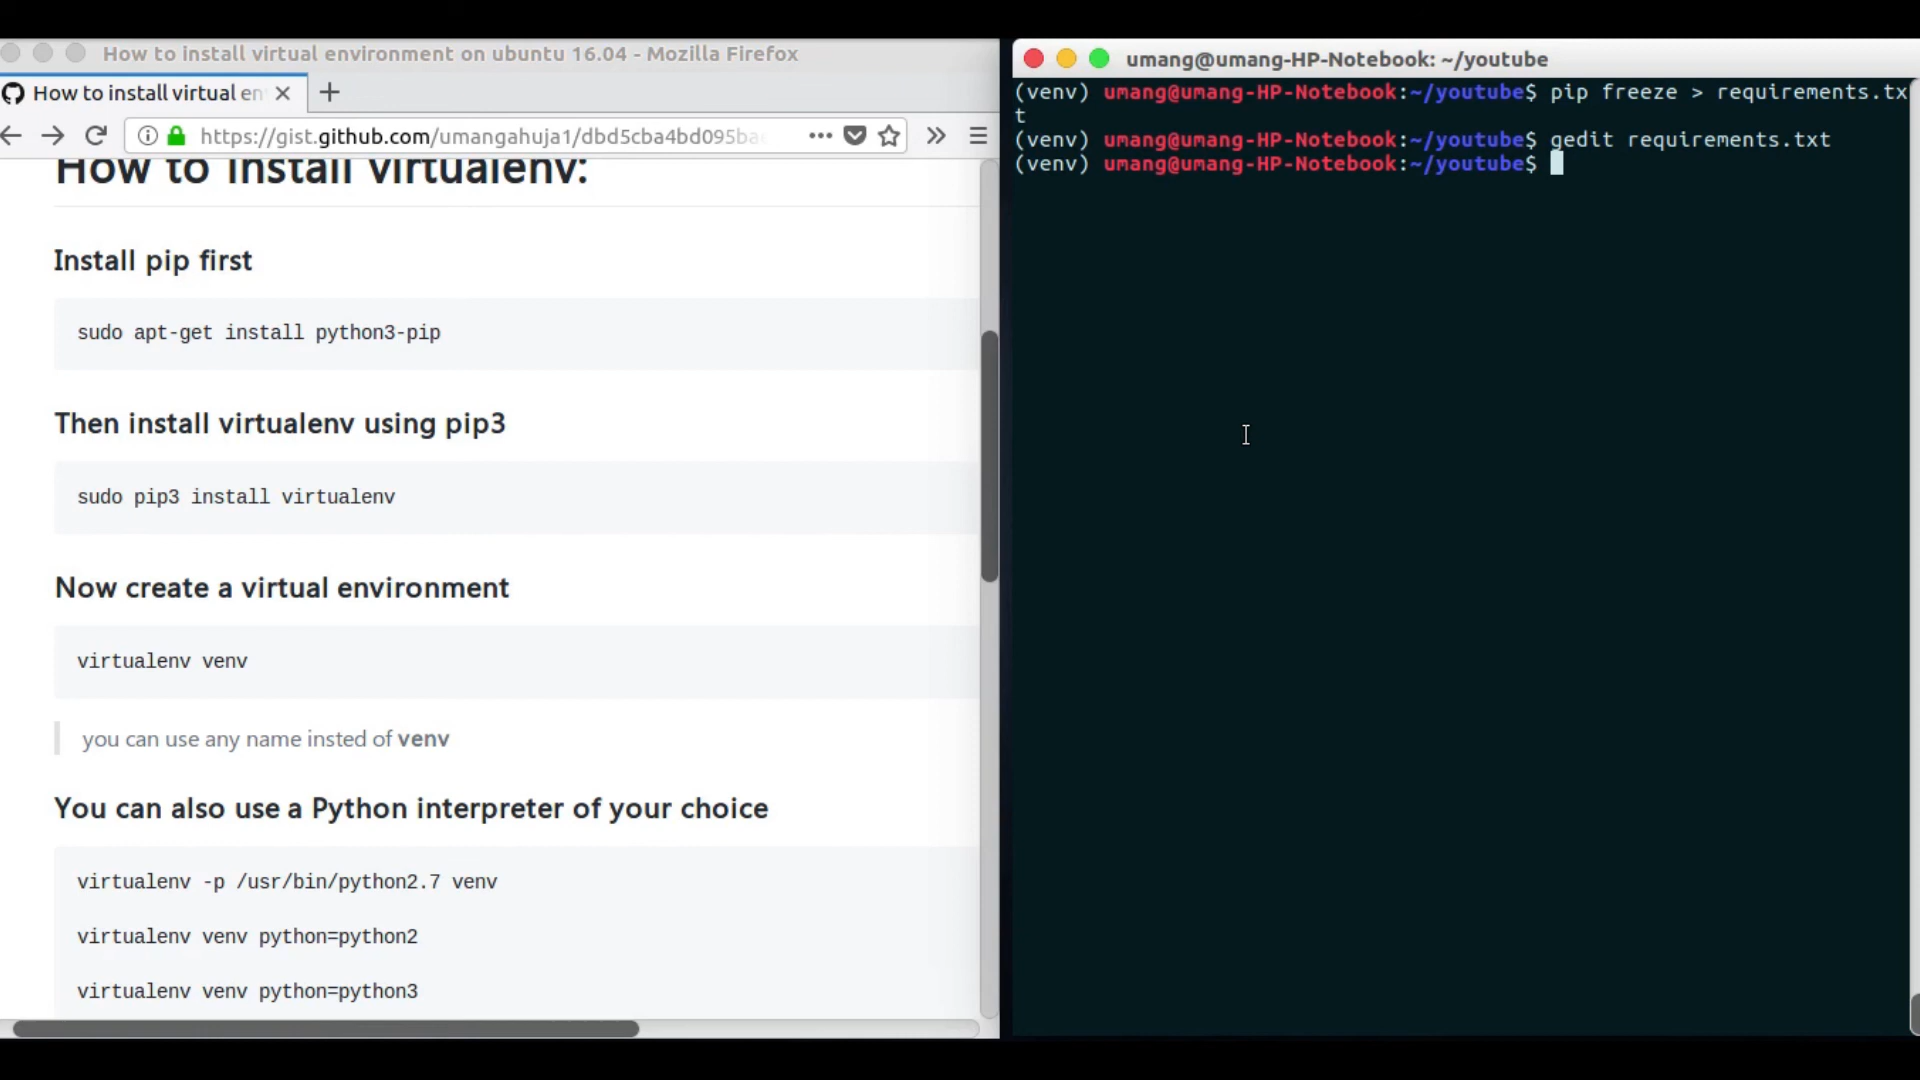 How to install virtual environment on ubuntu 16.04 - Mozilla Firefox
How to install virtual en
https://gist.github.com/umangahuja1/dbd5cba4bd095ba
How to install virtualenv:
Install pip first
sudo apt-get install python3-pip
Then install virtualenv using pip3
sudo pip3 install virtualenv
Now create a virtual environment
virtualenv venv
you can use any name insted of venv
You can also use a Python interpreter of your choice
virtualenv -p /usr/bin/python2.7 venv
virtualenv venv python=python2
virtualenv venv python=python3
umang@umang-HP-Notebook: ~/youtube
(venv) umang@umang-HP-Notebook:~/youtube$ pip freeze > requirements.tx
t
(venv) umang@umang-HP-Notebook:~/youtube$ gedit requirements.txt
(venv) umang@umang-HP-Notebook:~/youtube$